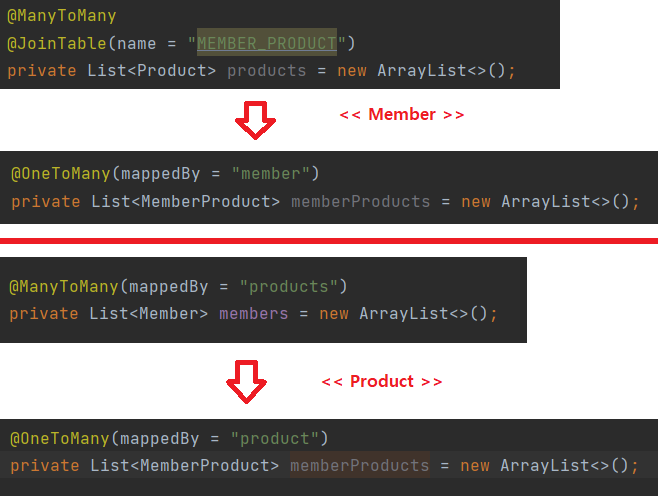 @ManyToMany
@JoinTable(name = "MEMBER_PRODUCT")
private List<Product> products = new ArrayList<>();
<< Member >>
@OneToMany(mappedBy = "member")
private List<MemberProduct> memberProducts = new ArrayList<>();
@ManyToMany(mappedBy = "products")
private List<Member> members = new ArrayList<>();
<< Product >>
@OneToMany(mappedBy = "product")
private List<MemberProduct> memberProducts = new ArrayList<>();